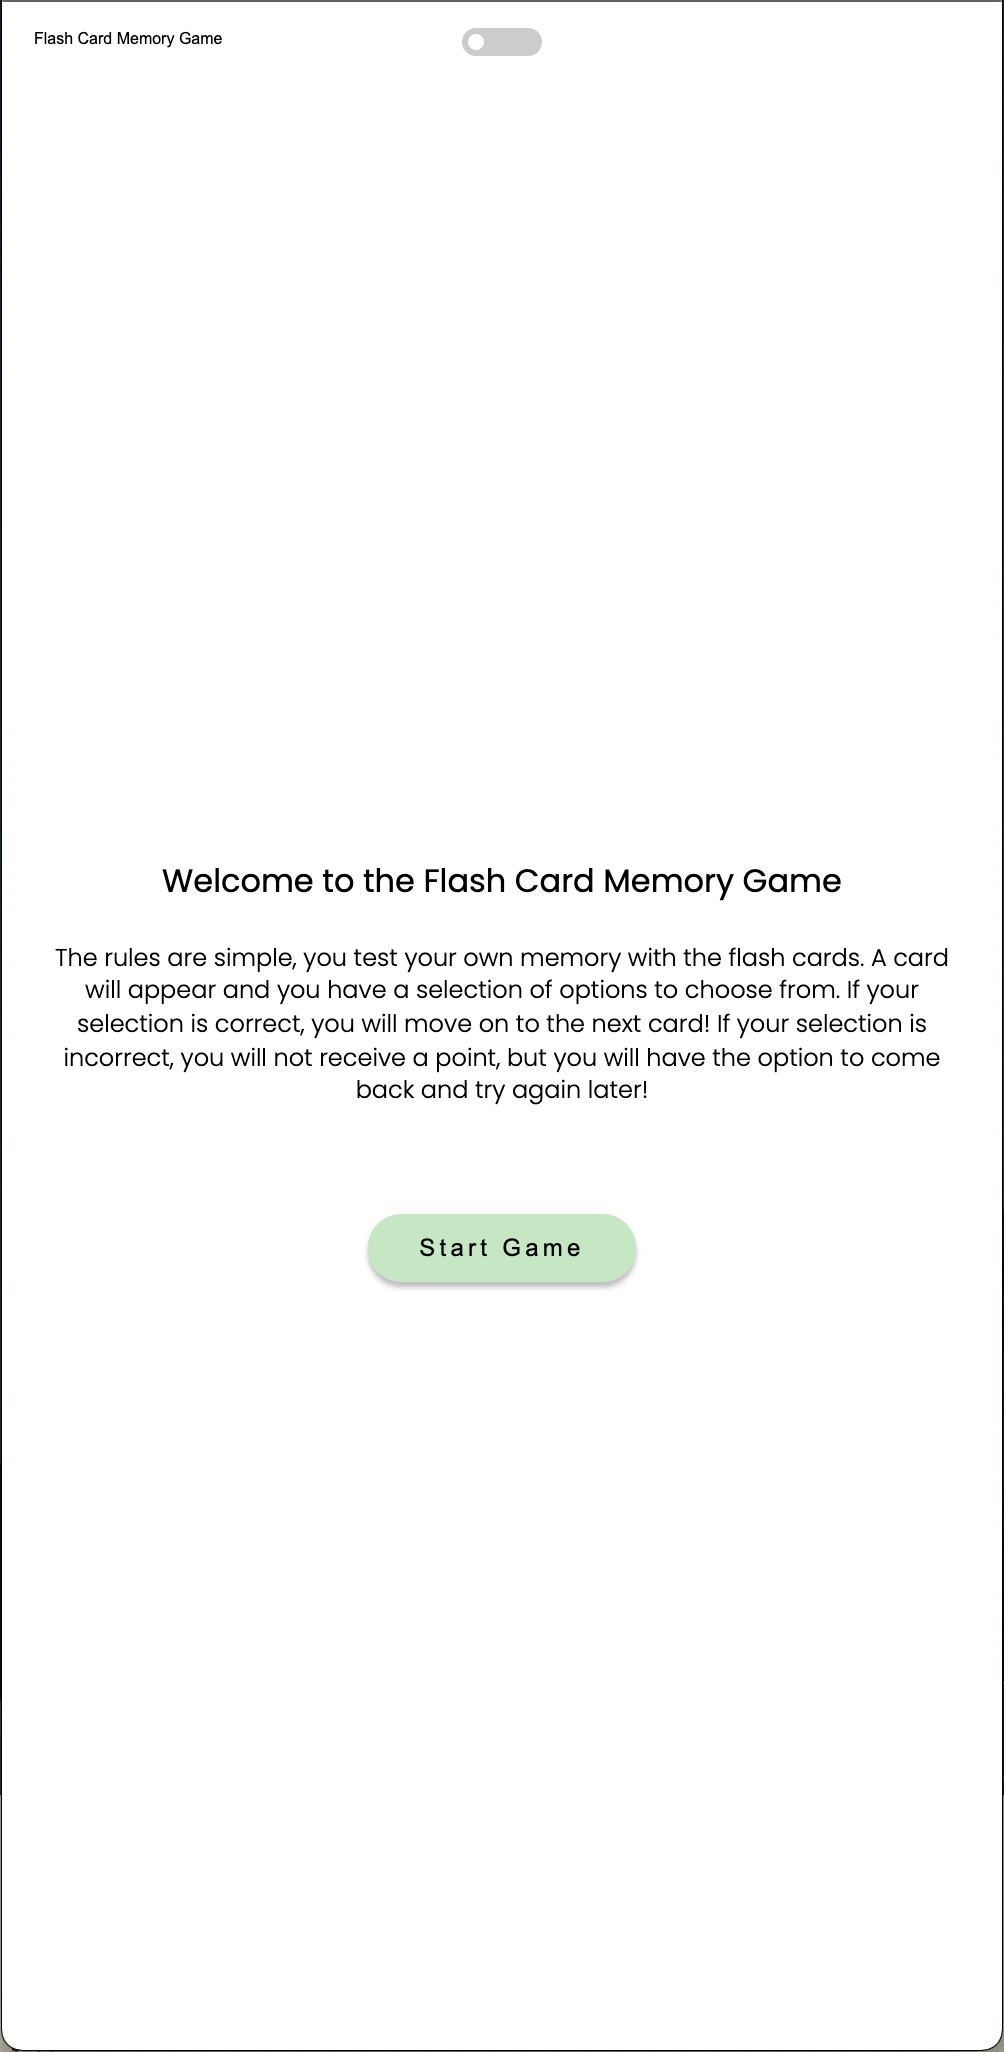 Flash Card Memory Game
Welcome to the Flash Card Memory Game
The rules are simple, you test your own memory with the flash cards. A card
will appear and you have a selection of options to choose from. If your
selection is correct, you will move on to the next card! If your selection is
incorrect, you will not receive a point, but you will have the option to come
back and try again later!
Start Game